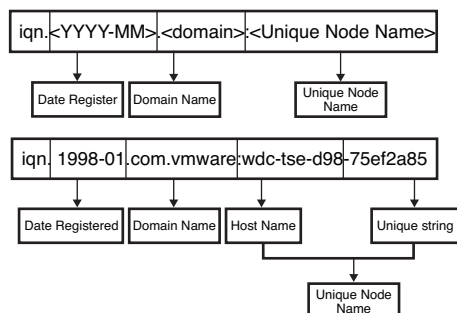 iqn.<YYYY-MM>.<domain>:<Unique Node Name>
Date Register
Domain Name
Unique Node
Name
iqn. 1998-01.com.vmware:wdc-tse-d98-75ef2a85
Date Registered
Domain Name
Host Name
Unique string
Unique Node
Name